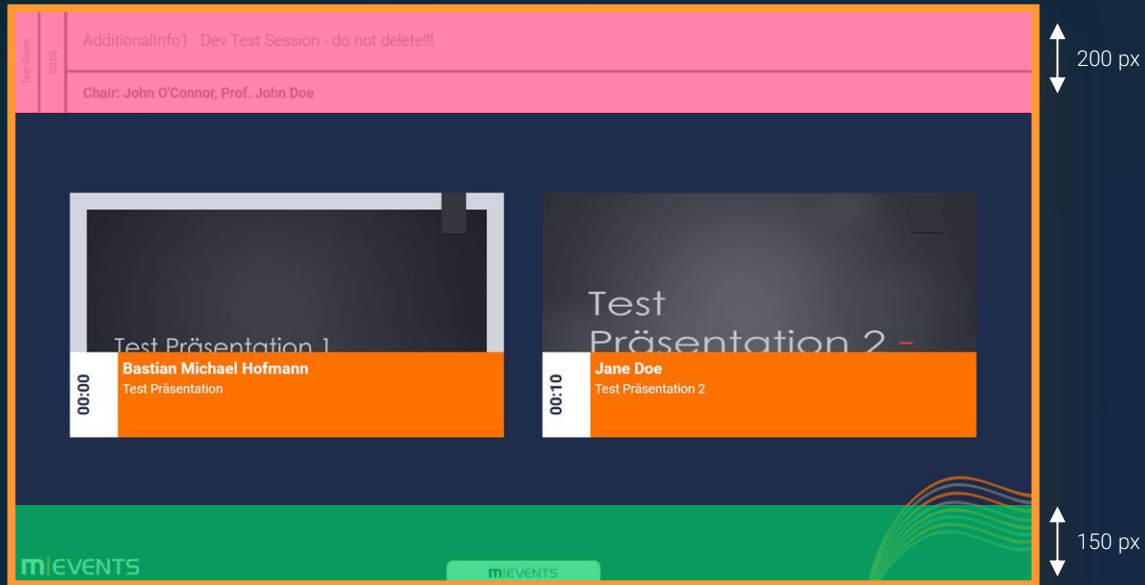 Test Room
00:00
AdditionalInfo1 : Dev Test Session - do not delete!!!
Chair: John O'Connor, Prof. John Doe
200 px
Test Präsentation 1
00:00
Bastian Michael Hofmann
Test Präsentation
Test
Präsentation 2 -
00:10
Jane Doe
Test Präsentation 2
150 px
m|EVENTS
m|EVENTS